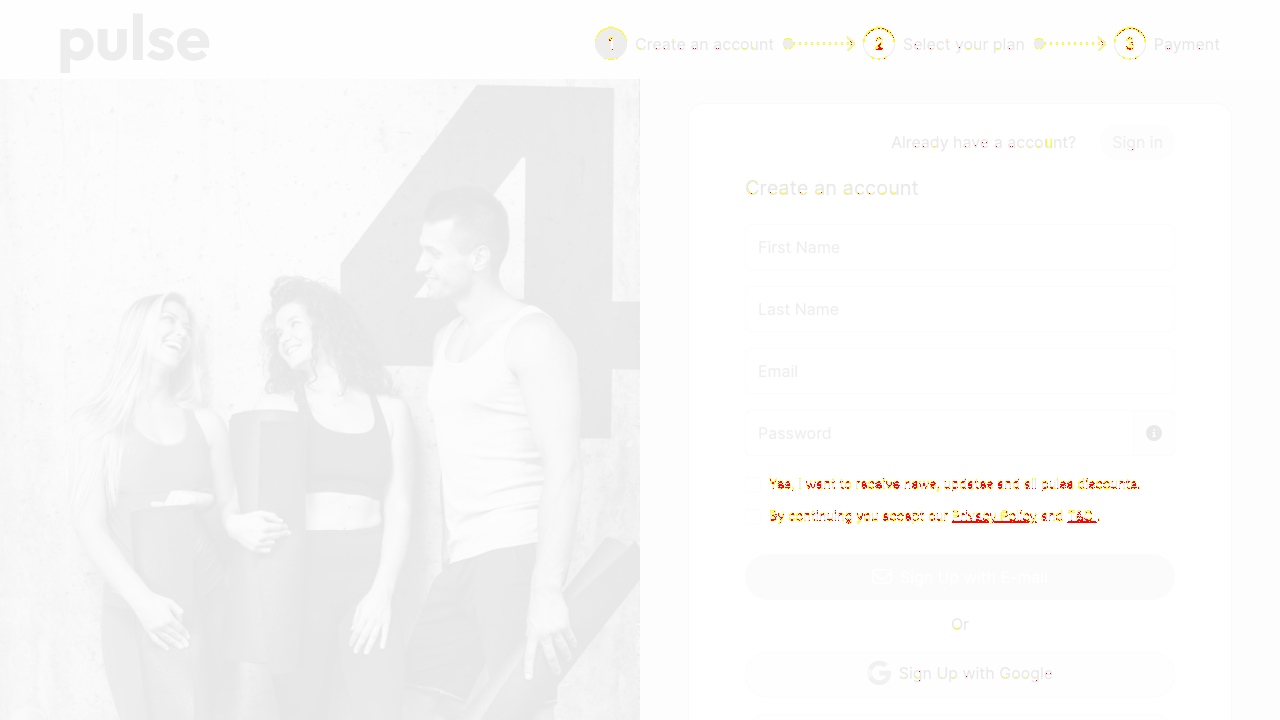 pulse
1 Create an account 2 Select your plan 3 Payment
Already have a account? Sign in
Create an account
First Name
Last Name
Email
Password
Yes, I want to receive news, updates and all pulse discounts.
By continuing you accept our Privacy Policy and T&C.
Sign Up with E-mail
Or
Sign Up with Google